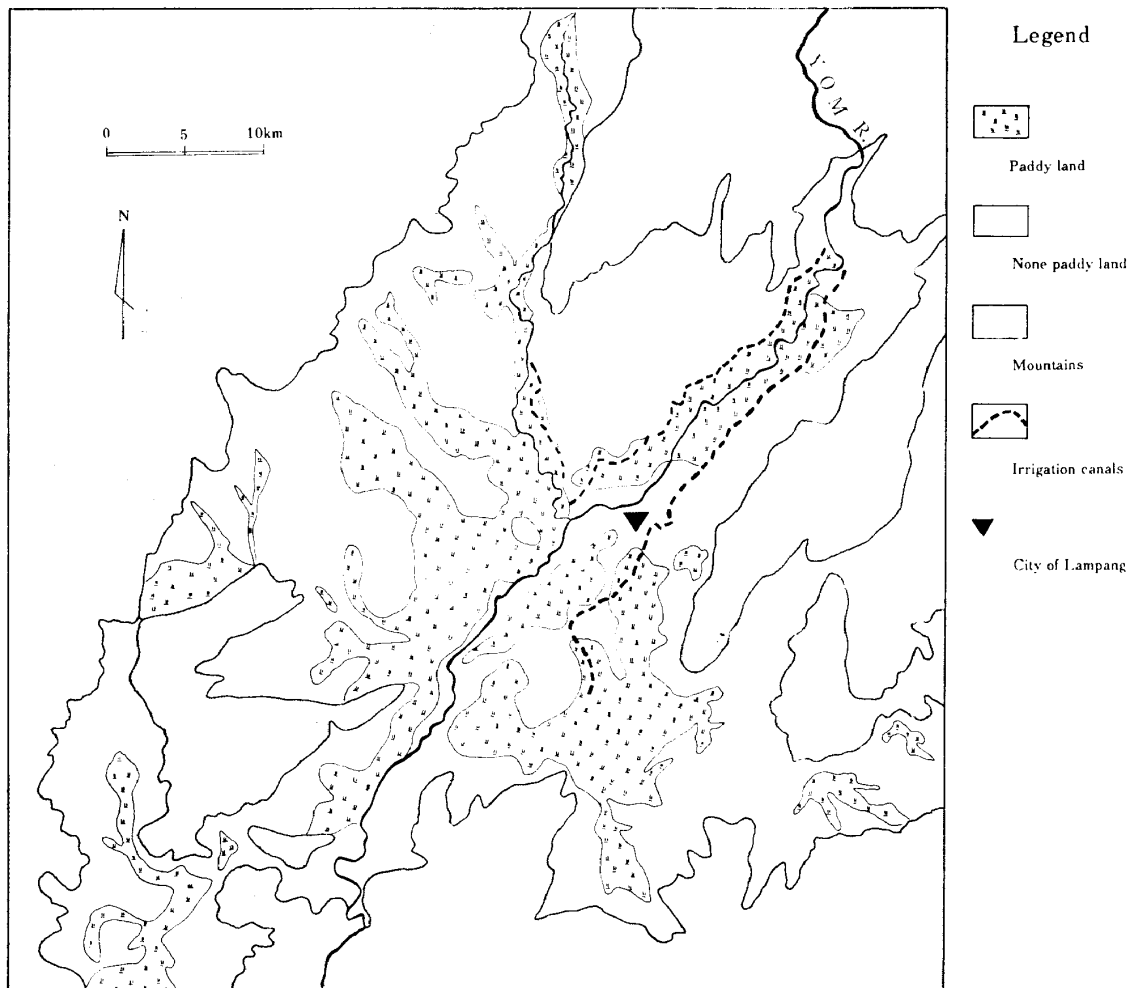 Legend
YOM R.
0 5 10km
N
Paddy land
None paddy land
Mountains
Irrigation canals
City of Lampang